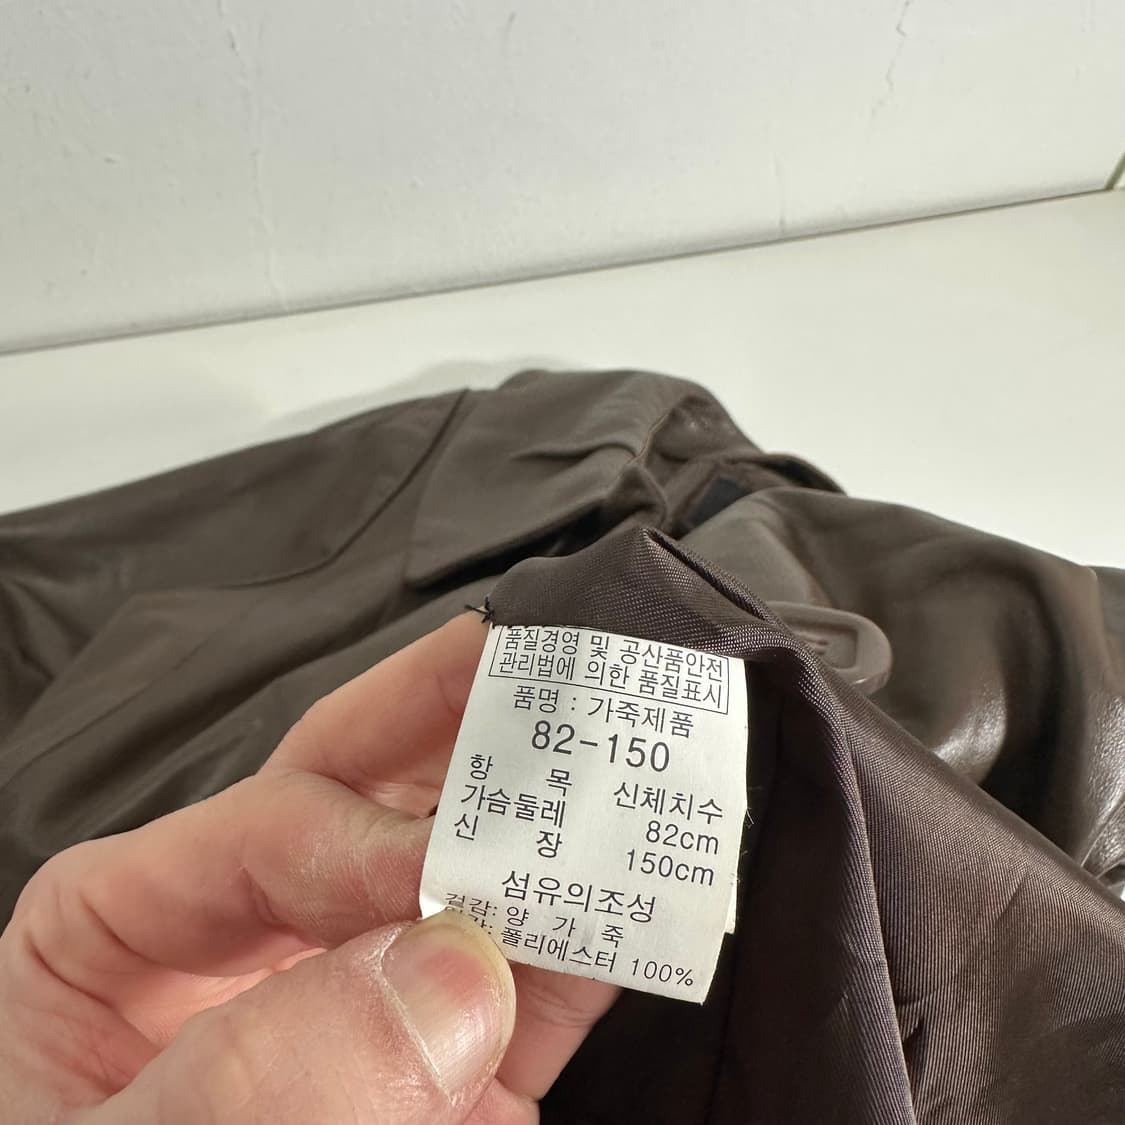 품질경영 및 공산품안전
관리법에 의한 품질표시
품명 : 가죽제품
82-150
항 목 신체치수
가슴둘레 82cm
신 장 150cm
섬유의조성
겉감: 양 가 죽
폴리에스터 100%